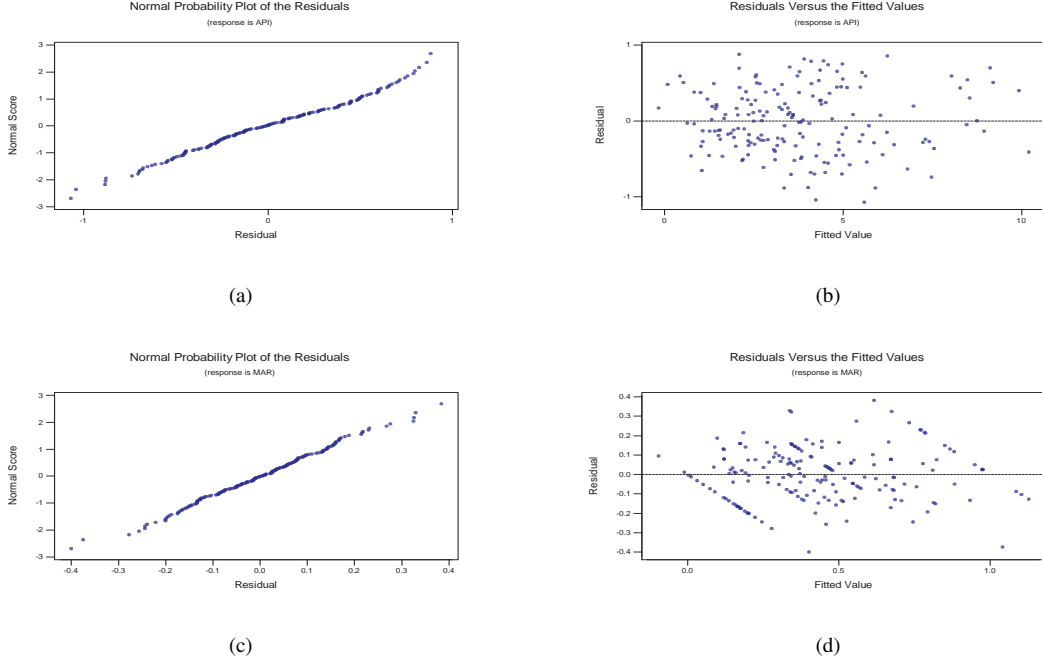 Normal Probability Plot of the Residuals
(response is API)
3
2
1
0
-1
-2
-3
Normal Score
-1
0
1
Residual
(a)
Residuals Versus the Fitted Values
(response is API)
1
0
-1
Residual
0
5
10
Fitted Value
(b)
Normal Probability Plot of the Residuals
(response is MAR)
3
2
1
0
-1
-2
-3
Normal Score
-0.4
-0.3
-0.2
-0.1
0.0
0.1
0.2
0.3
0.4
Residual
(c)
Residuals Versus the Fitted Values
(response is MAR)
0.4
0.3
0.2
0.1
0.0
-0.1
-0.2
-0.3
-0.4
Residual
0.0
0.5
1.0
Fitted Value
(d)